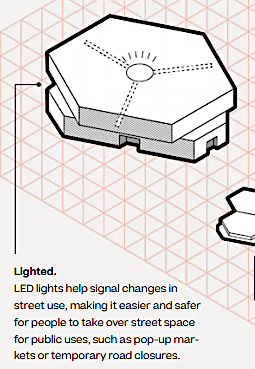 Lighted.
LED lights help signal changes in
street use, making it easier and safer
for people to take over street space
for public uses, such as pop-up mar-
kets or temporary road closures.